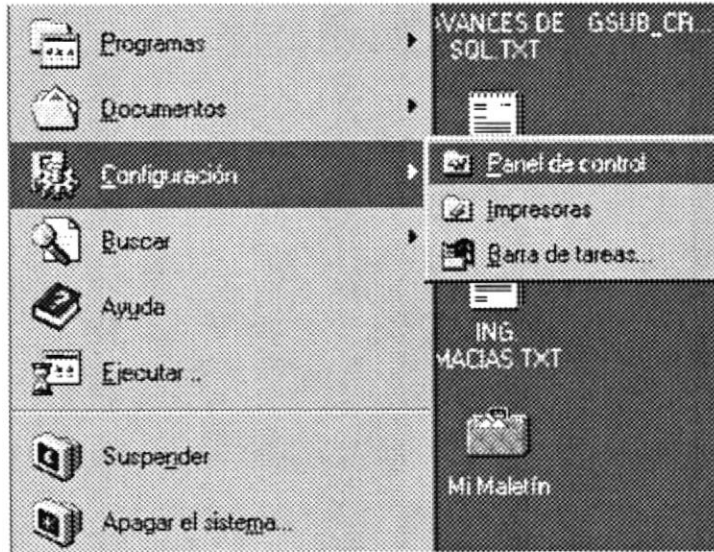 Programas
Documentos
Configuración
Buscar
Ayuda
Ejecutar...
Suspender
Apagar el sistema...
Panel de control
Impresoras
Barra de tareas...
VANCES DE GSUB_CR...
SQL.TXT
ING
MACIAS.TXT
Mi Maletín